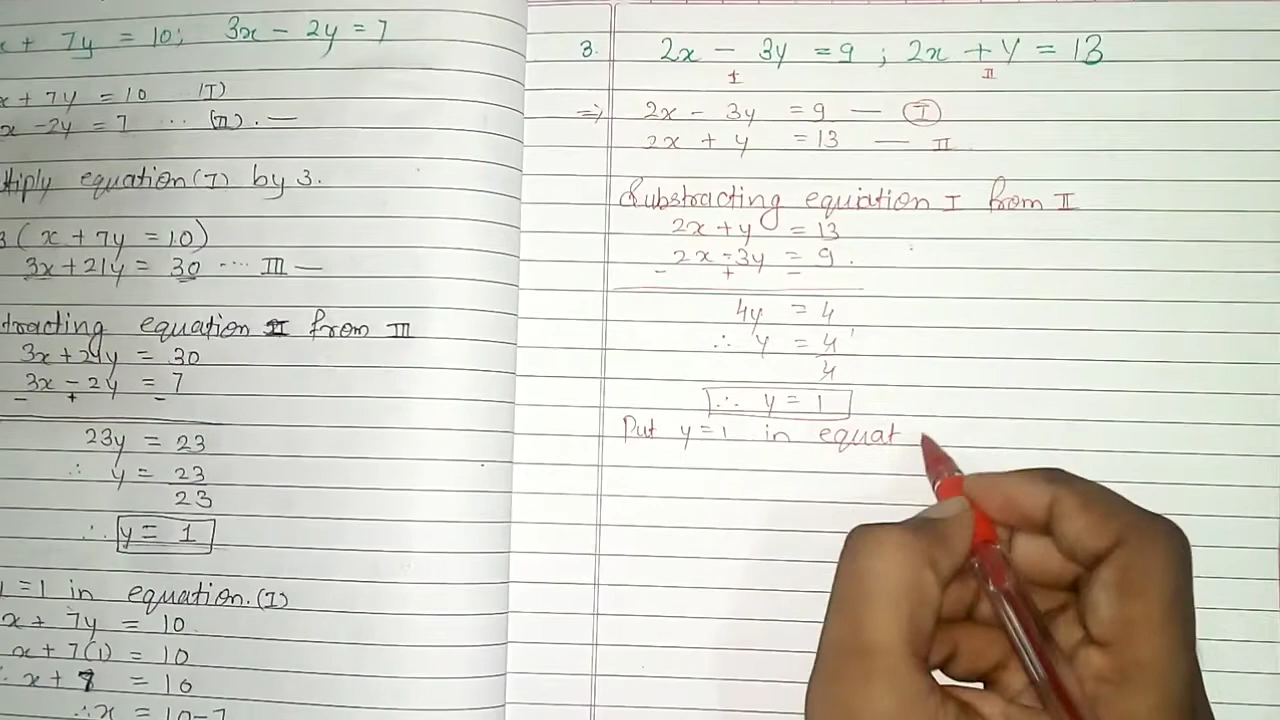 x + 7y = 10; 3x - 2y = 7
x + 7y = 10 (I)
x - 2y = 7 ... (II). —
tiply equation (I) by 3.
3 (x + 7y = 10)
3x + 21y = 30 .... III —
tracting equation II from III
3x + 21y = 30
3x - 2y = 7
- + -
23y = 23
∴ y = 23
23
∴ y = 1
= 1 in equation. (I)
x + 7y = 10
x + 7(1) = 10
∴ x + 7 = 10
∴ x = 10 - 7
3. 2x - 3y = 9 ; 2x + y = 13
I II
⇒ 2x - 3y = 9 — I
2x + y = 13 — II
Substracting equation I from II
2x + y = 13
2x - 3y = 9.
- + -
4y = 4
∴ y = 4
4
∴ y = 1
Put y = 1 in equat